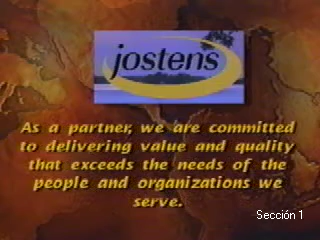 jostens
As a partner, we are committed
to delivering value and quality
that exceeds the needs of the
people and organizations we
serve.
Sección 1